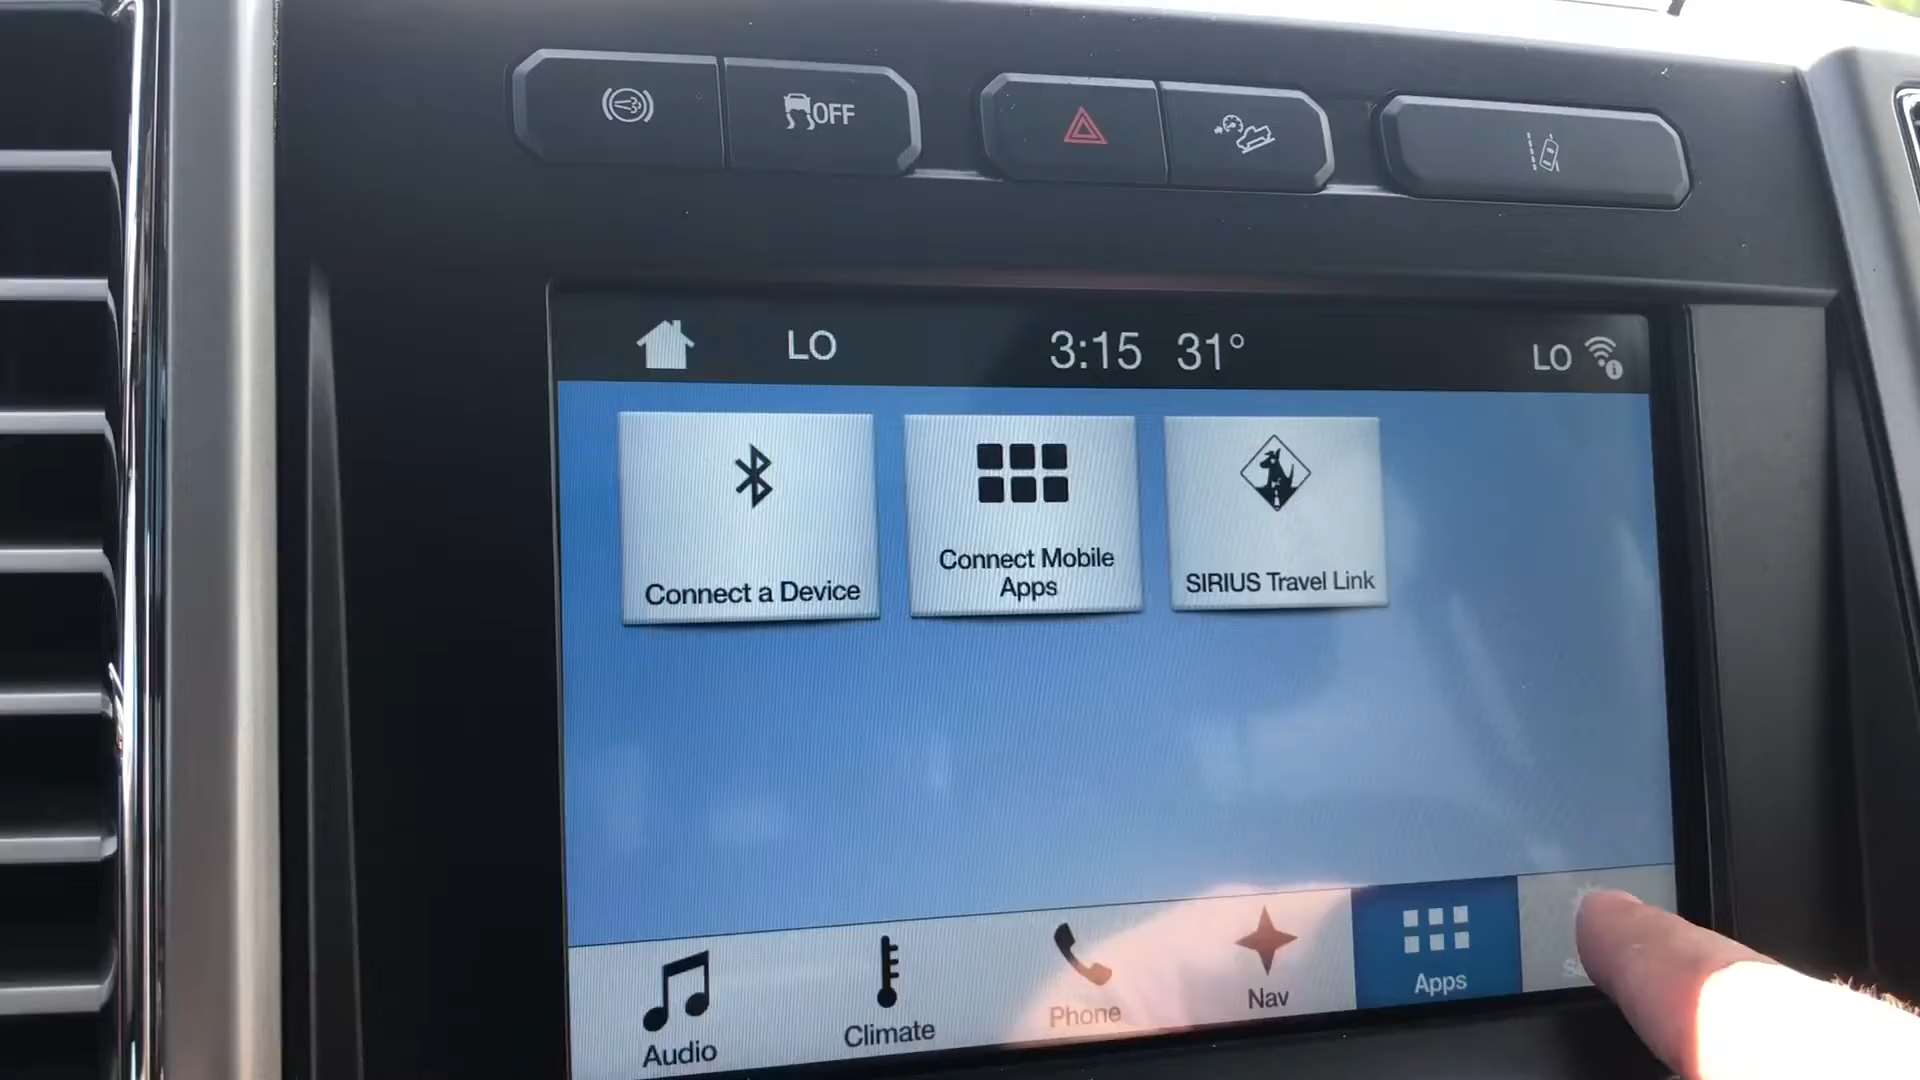 OFF
LO 3:15 31° LO
Connect a Device
Connect Mobile
Apps
SIRIUS Travel Link
Audio
Climate
Phone
Nav
Apps